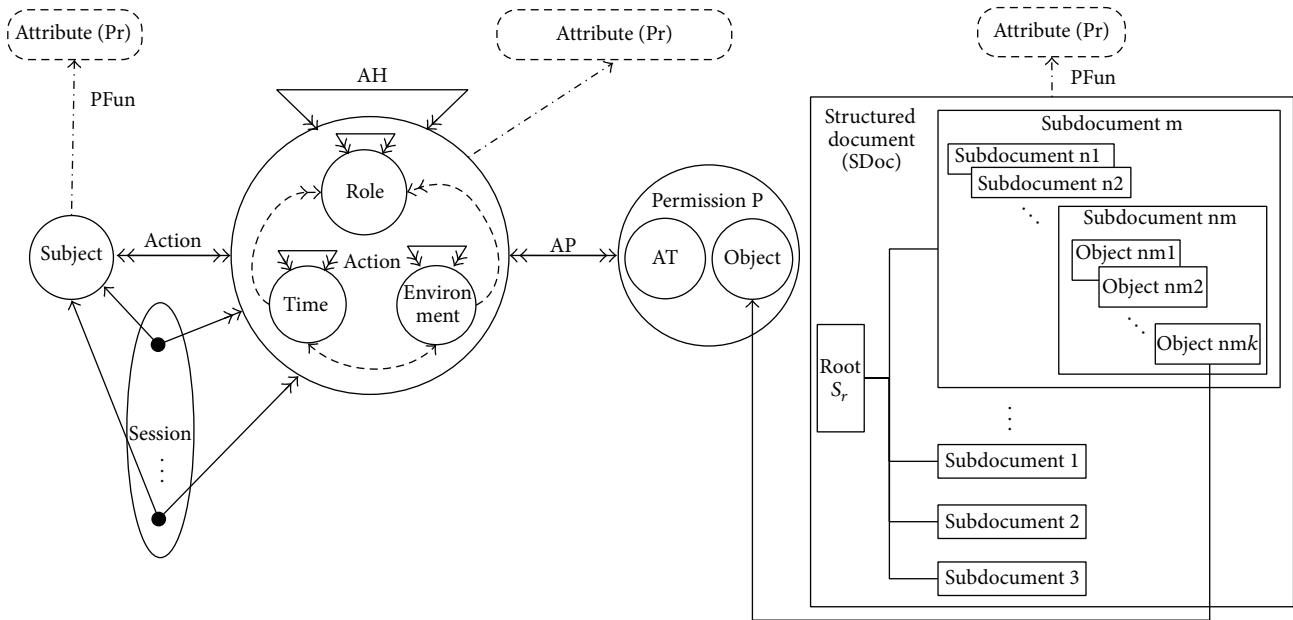 Attribute (Pr)
Attribute (Pr)
Attribute (Pr)
PFun
AH
PFun
Structured
document
(SDoc)
Subdocument m
Subdocument n1
Subdocument n2
Subdocument nm
Object nm1
Object nm2
Object nmk
Role
Permission P
Subject
Action
Action
AP
AT
Object
Time
Environ
ment
Root
S_r
Session
Subdocument 1
Subdocument 2
Subdocument 3